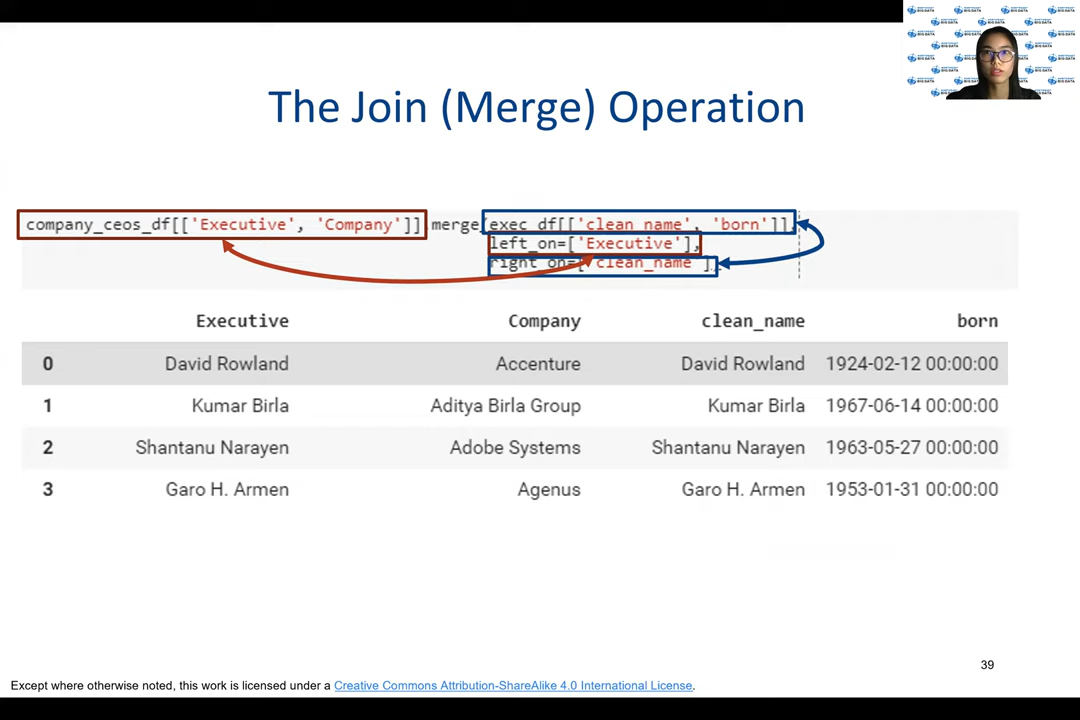 The Join (Merge) Operation
company_ceos_df[['Executive', 'Company']].merge(exec_df[['clean_name', 'born']],
left_on=['Executive'],
right_on=['clean_name'],
Executive Company clean_name born
0 David Rowland Accenture David Rowland 1924-02-12 00:00:00
1 Kumar Birla Aditya Birla Group Kumar Birla 1967-06-14 00:00:00
2 Shantanu Narayen Adobe Systems Shantanu Narayen 1963-05-27 00:00:00
3 Garo H. Armen Agenus Garo H. Armen 1953-01-31 00:00:00
39
Except where otherwise noted, this work is licensed under a Creative Commons Attribution-ShareAlike 4.0 International License.